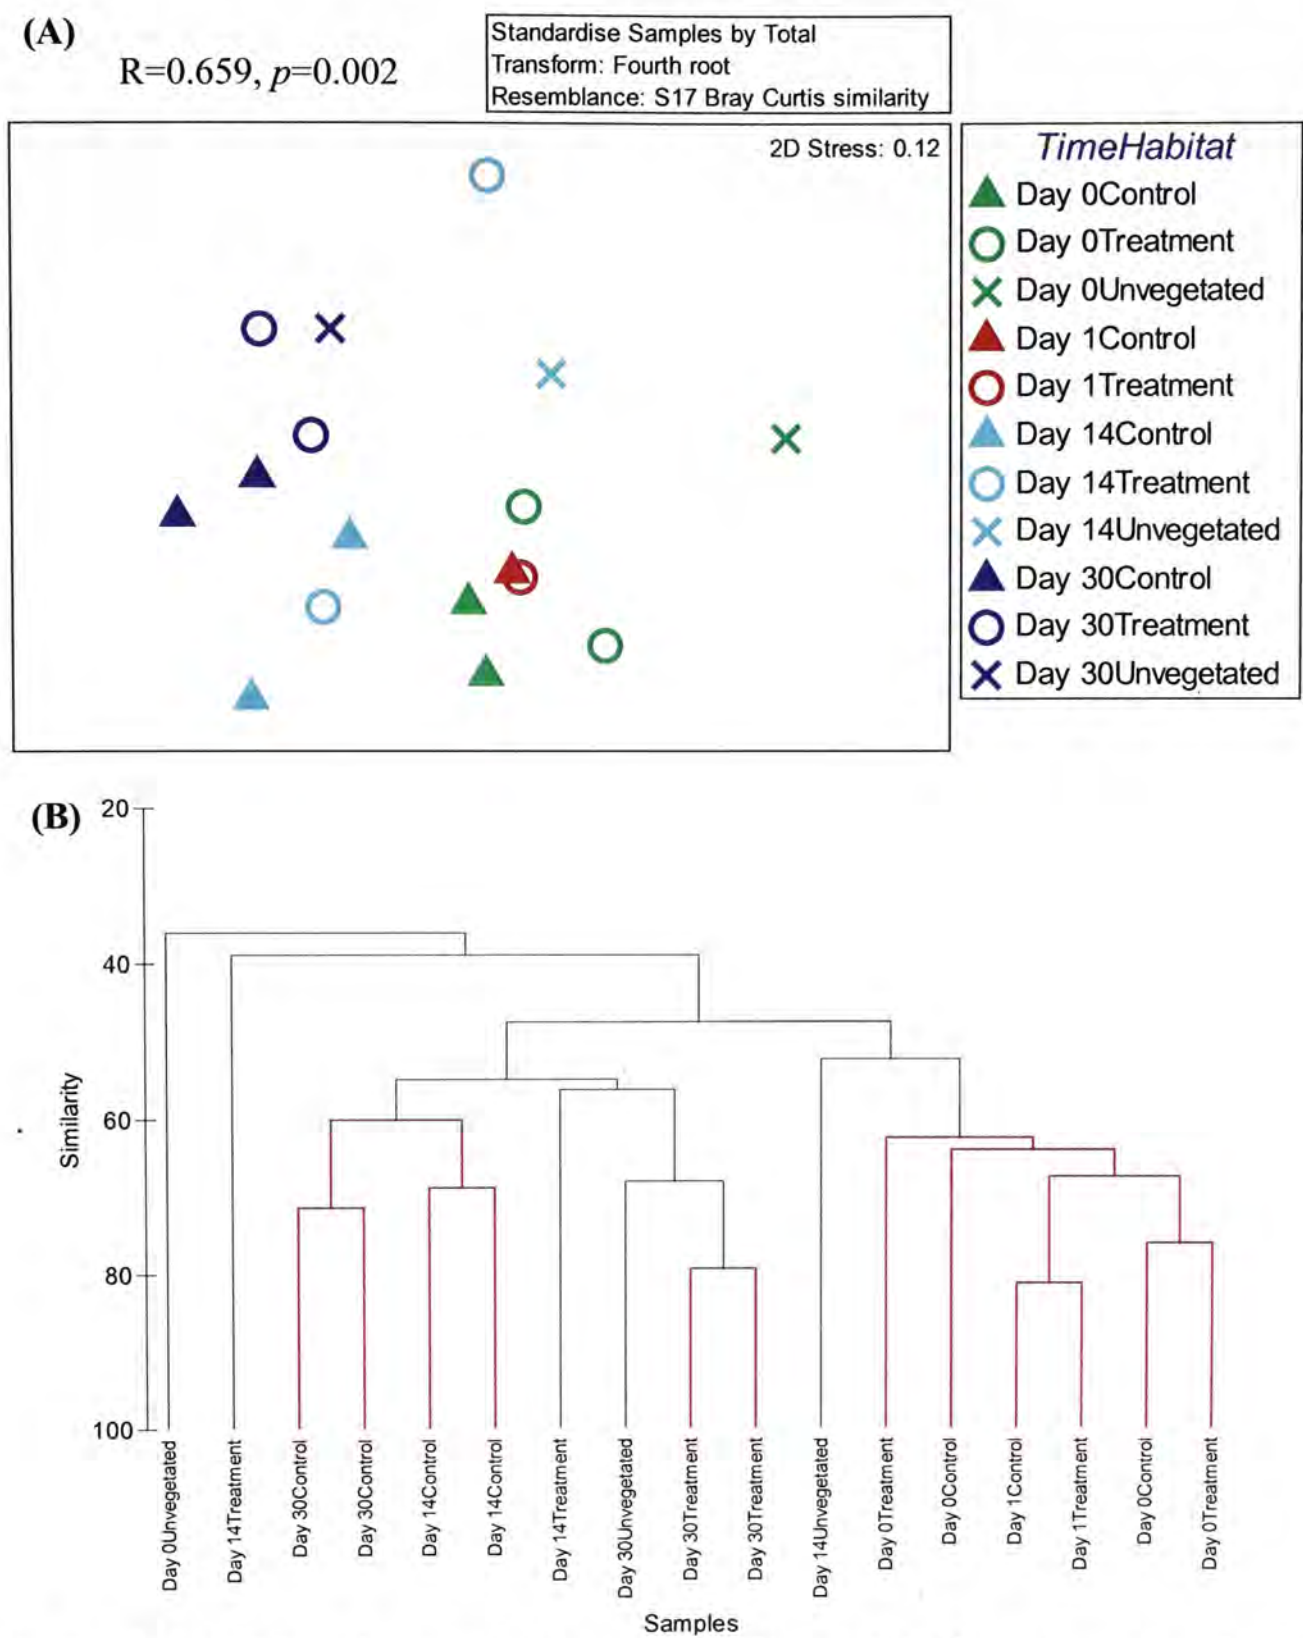 (A)
R=0.659, p=0.002
Standardise Samples by Total
Transform: Fourth root
Resemblance: S17 Bray Curtis similarity
2D Stress: 0.12
TimeHabitat
Day 0Control
Day 0Treatment
Day 0Unvegetated
Day 1Control
Day 1Treatment
Day 14Control
Day 14Treatment
Day 14Unvegetated
Day 30Control
Day 30Treatment
Day 30Unvegetated
(B)
20
40
60
80
100
Similarity
Day 0Unvegetated
Day 14Treatment
Day 30Control
Day 30Control
Day 14Control
Day 14Control
Day 14Treatment
Day 30Unvegetated
Day 30Treatment
Day 30Treatment
Day 14Unvegetated
Day 0Treatment
Day 0Control
Day 1Control
Day 1Treatment
Day 0Control
Day 0Treatment
Samples